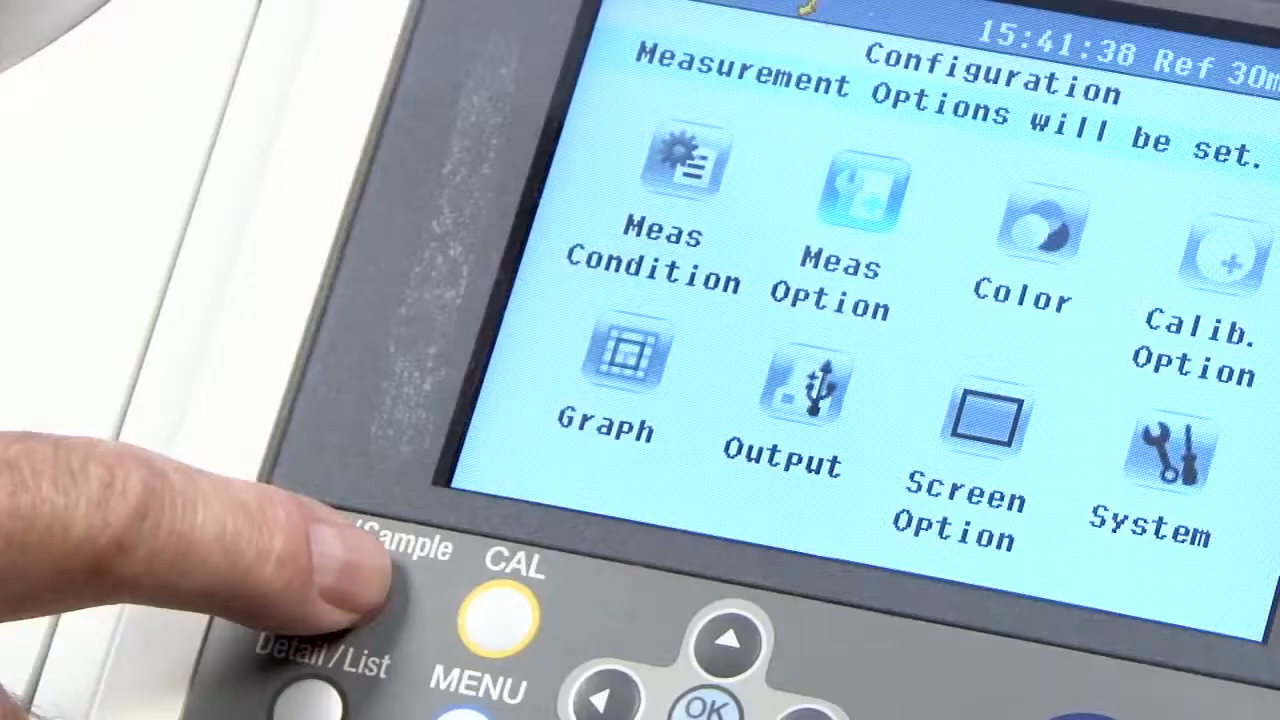 15:41:38 Ref 30m
Configuration
Measurement Options will be set.
Meas
Condition
Meas
Option
Color
Calib.
Option
Graph
Output
Screen
Option
System
/Sample
CAL
Detail/List
MENU
OK